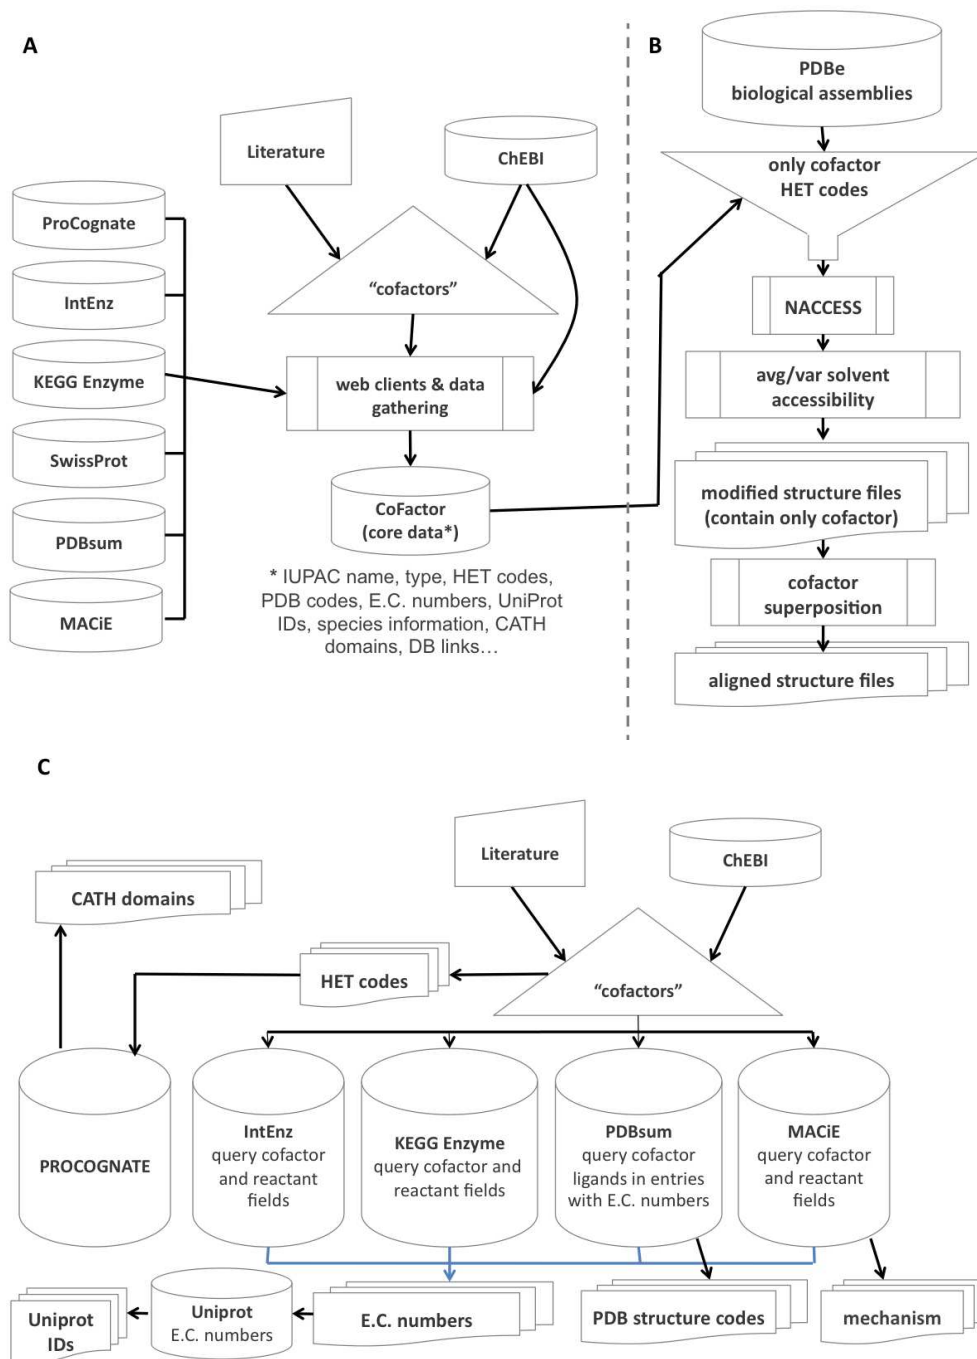 A
Literature
ChEBI
ProCognate
IntEnz
KEGG Enzyme
SwissProt
PDBsum
MACiE
“cofactors”
web clients & data
gathering
CoFactor
(core data*)
* IUPAC name, type, HET codes,
PDB codes, E.C. numbers, UniProt
IDs, species information, CATH
domains, DB links...
B
PDBe
biological assemblies
only cofactor
HET codes
NACCESS
avg/var solvent
accessibility
modified structure files
(contain only cofactor)
cofactor
superposition
aligned structure files
C
Literature
ChEBI
CATH domains
HET codes
“cofactors”
PROCOGNATE
IntEnz
query cofactor
and reactant
fields
KEGG Enzyme
query cofactor and
reactant fields
PDBsum
query cofactor
ligands in entries
with E.C. numbers
MACiE
query cofactor
and reactant
fields
Uniprot
IDs
Uniprot
E.C. numbers
E.C. numbers
PDB structure codes
mechanism